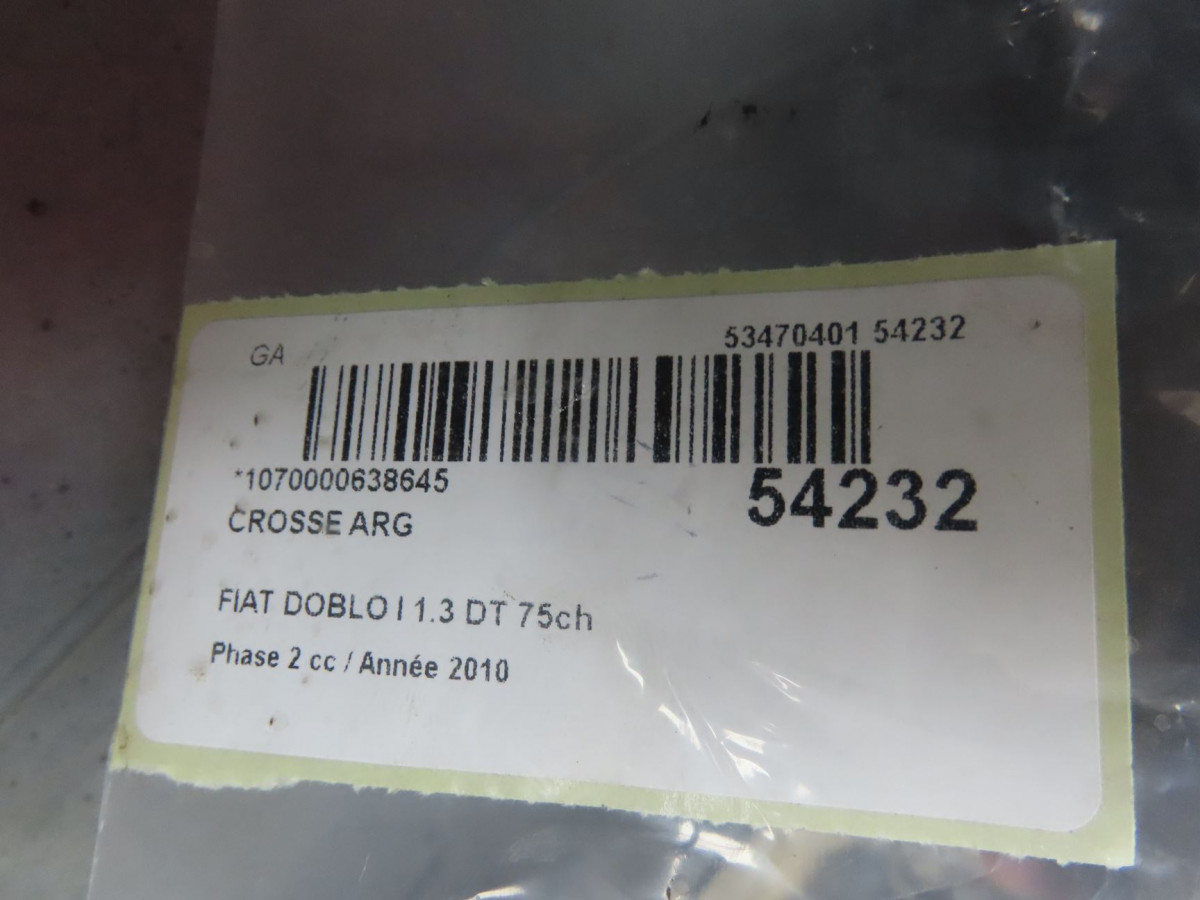 GA
53470401 54232
*1070000638645
54232
CROSSE ARG
FIAT DOBLO I 1.3 DT 75ch
Phase 2 cc / Année 2010